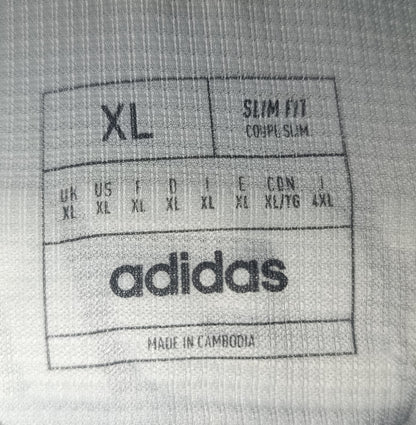 XL
SLIM FIT
COUPE SLIM
UK US F D I E CDN J
XL XL XL XL XL XL XL/TG 4XL
adidas
MADE IN CAMBODIA